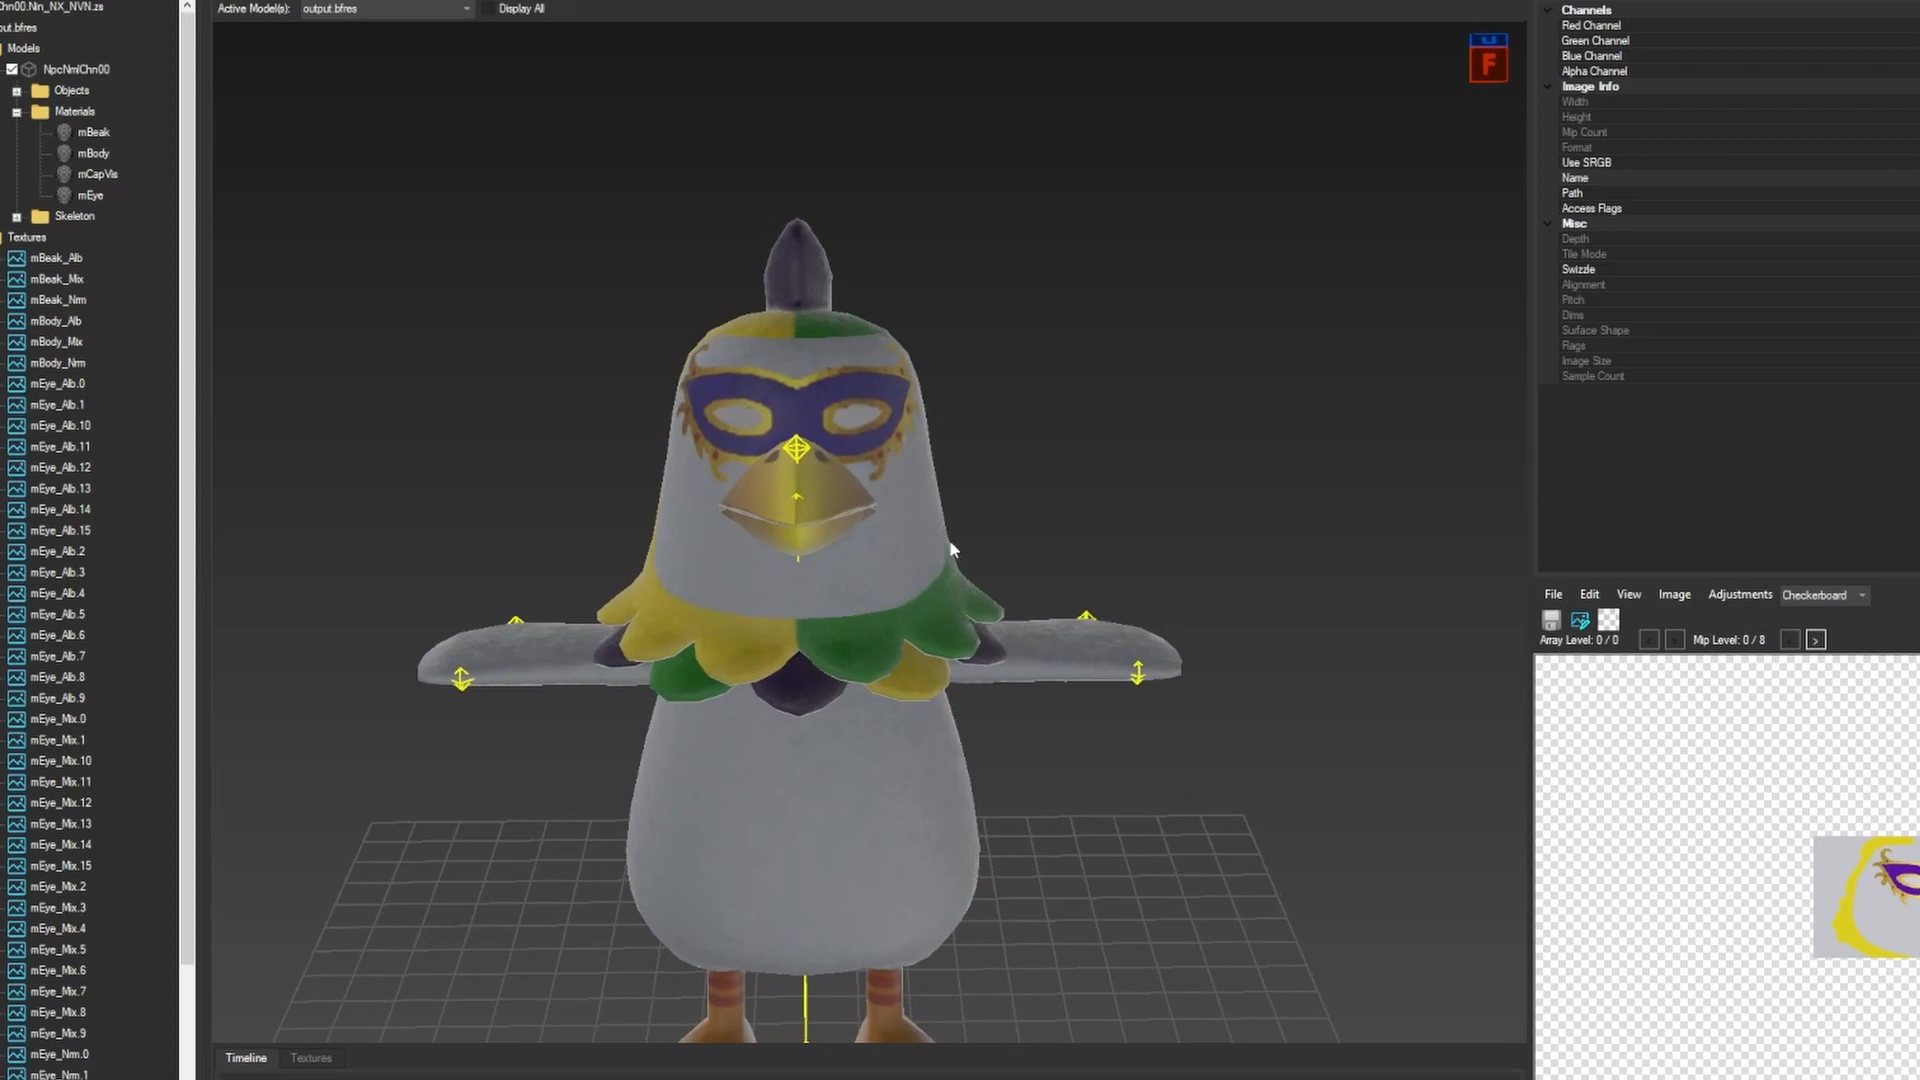 Chn00.Nin_NX_NVN.zs
out.bfres
Models
NpcNmlChn00
Objects
Materials
mBeak
mBody
mCapVis
mEye
Skeleton
Textures
mBeak_Alb
mBeak_Mix
mBeak_Nrm
mBody_Alb
mBody_Mix
mBody_Nrm
mEye_Alb.0
mEye_Alb.1
mEye_Alb.10
mEye_Alb.11
mEye_Alb.12
mEye_Alb.13
mEye_Alb.14
mEye_Alb.15
mEye_Alb.2
mEye_Alb.3
mEye_Alb.4
mEye_Alb.5
mEye_Alb.6
mEye_Alb.7
mEye_Alb.8
mEye_Alb.9
mEye_Mix.0
mEye_Mix.1
mEye_Mix.10
mEye_Mix.11
mEye_Mix.12
mEye_Mix.13
mEye_Mix.14
mEye_Mix.15
mEye_Mix.2
mEye_Mix.3
mEye_Mix.4
mEye_Mix.5
mEye_Mix.6
mEye_Mix.7
mEye_Mix.8
mEye_Mix.9
mEye_Nrm.0
mEye_Nrm.1
Active Model(s): output.bfres Display All
F
Timeline Textures
Channels
Red Channel
Green Channel
Blue Channel
Alpha Channel
Image Info
Width
Height
Mip Count
Format
Use SRGB
Name
Path
Access Flags
Misc
Depth
Tile Mode
Swizzle
Alignment
Pitch
Dims
Surface Shape
Flags
Image Size
Sample Count
File Edit View Image Adjustments Checkerboard
Array Level: 0 / 0 < > Mip Level: 0 / 8 < >